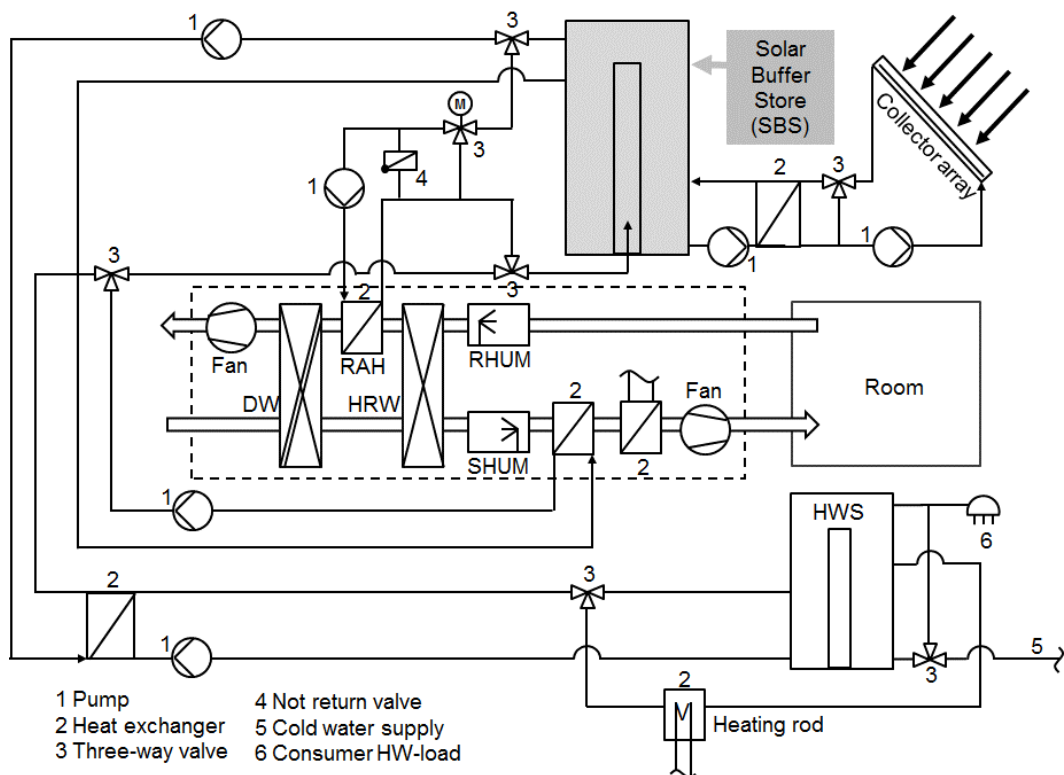 1
3
Solar
Buffer
Store
(SBS)
Collector array
M
3
4
1
2
3
1
1
3
3
2
Fan
RAH
RHUM
DW
HRW
Room
2
Fan
SHUM
2
1
HWS
6
2
3
1
5
3
2
M
Heating rod
1 Pump
2 Heat exchanger
3 Three-way valve
4 Not return valve
5 Cold water supply
6 Consumer HW-load